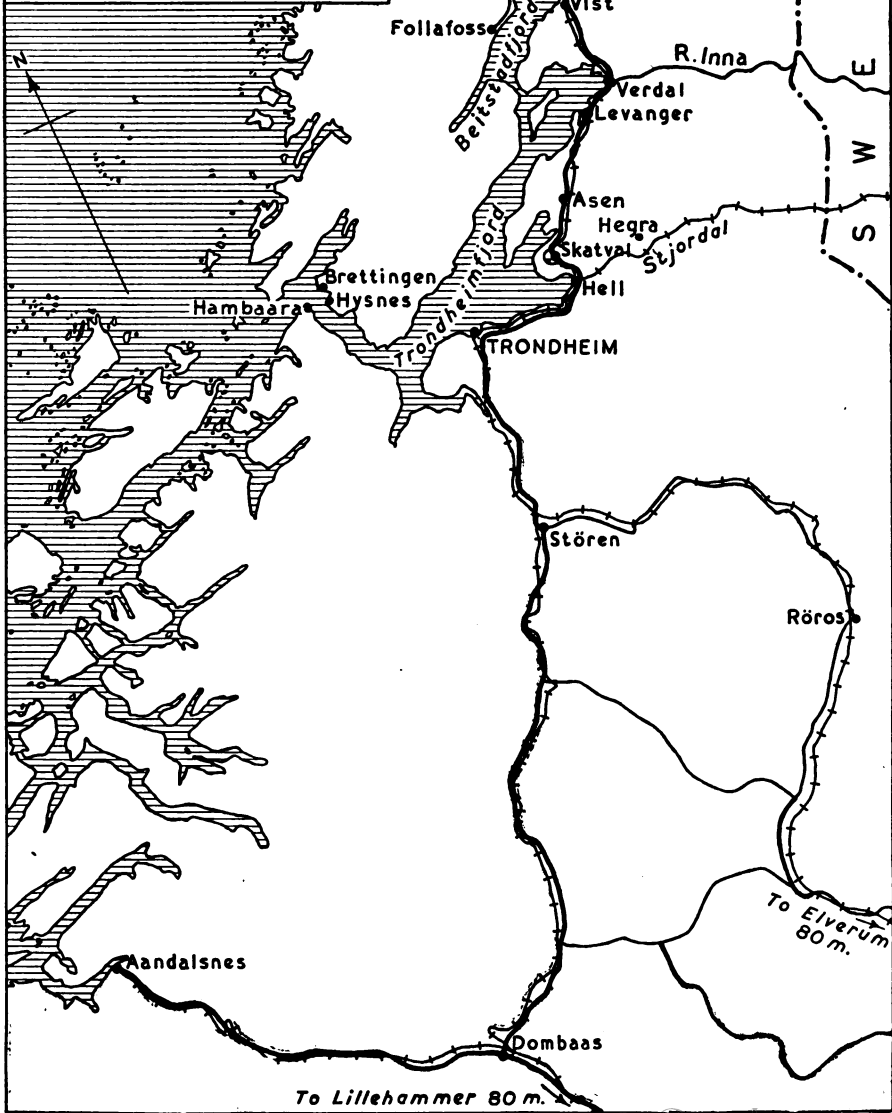 Vist
Follafoss
Beitstadfjord
R. Inna
Verdal
Levanger
N
E
W
S
Asen
Hegra
Stjordal
Skatval
Hell
Trondheimfjord
Brettingen
Hysnes
Hambaara
TRONDHEIM
Stören
Röros
To Elverum
80 m.
Aandalsnes
Dombaas
To Lillehammer 80 m.